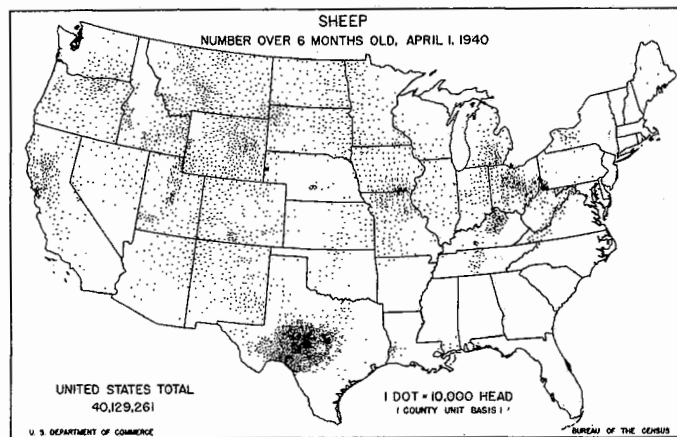 SHEEP
NUMBER OVER 6 MONTHS OLD, APRIL 1, 1940
UNITED STATES TOTAL
40,129,261
1 DOT = 10,000 HEAD
(COUNTY UNIT BASIS)
U. S. DEPARTMENT OF COMMERCE
BUREAU OF THE CENSUS